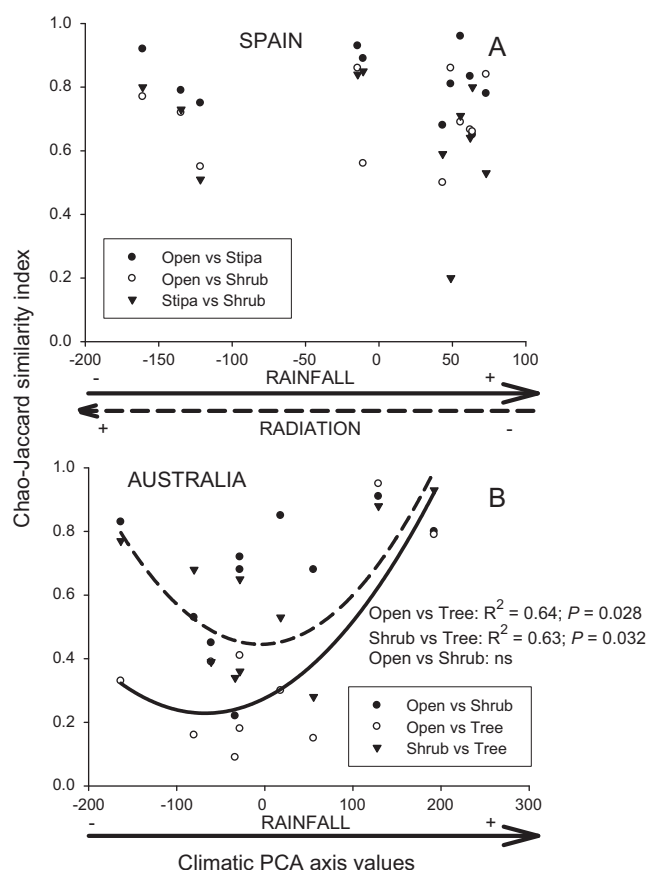 SPAIN
A
1.0
0.8
0.6
0.4
0.2
0.0
Open vs Stipa
Open vs Shrub
Stipa vs Shrub
-200 -150 -100 -50 0 50 100
- RAINFALL +
+ RADIATION -
Chao-Jaccard similarity index
AUSTRALIA
B
1.0
0.8
0.6
0.4
0.2
0.0
Open vs Tree: R² = 0.64; P = 0.028
Shrub vs Tree: R² = 0.63; P = 0.032
Open vs Shrub: ns
Open vs Shrub
Open vs Tree
Shrub vs Tree
-200 -100 0 100 200 300
- RAINFALL +
Climatic PCA axis values